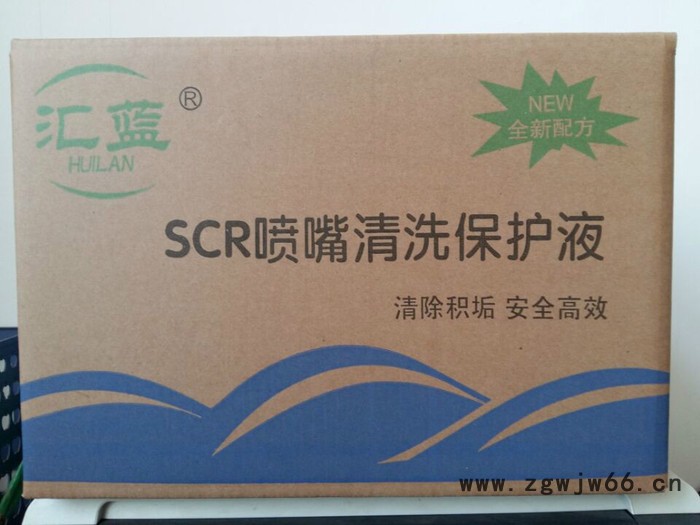 汇蓝®
HUILAN
NEW
全新配方
SCR喷嘴清洗保护液
清除积垢 安全高效
www.zgwjw66.cn